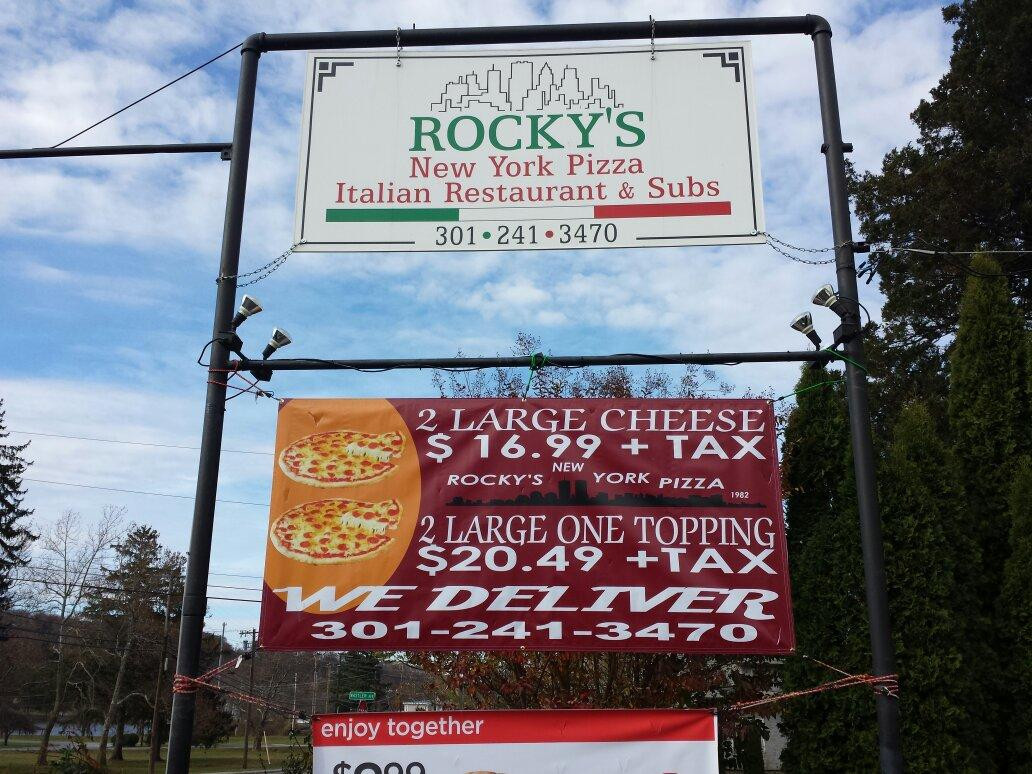 ROCKY'S
New York Pizza
Italian Restaurant & Subs
301•241•3470
2 LARGE CHEESE
$ 16.99 + TAX
ROCKY'S NEW YORK PIZZA
1982
2 LARGE ONE TOPPING
$20.49 +TAX
WE DELIVER
301-241-3470
enjoy together